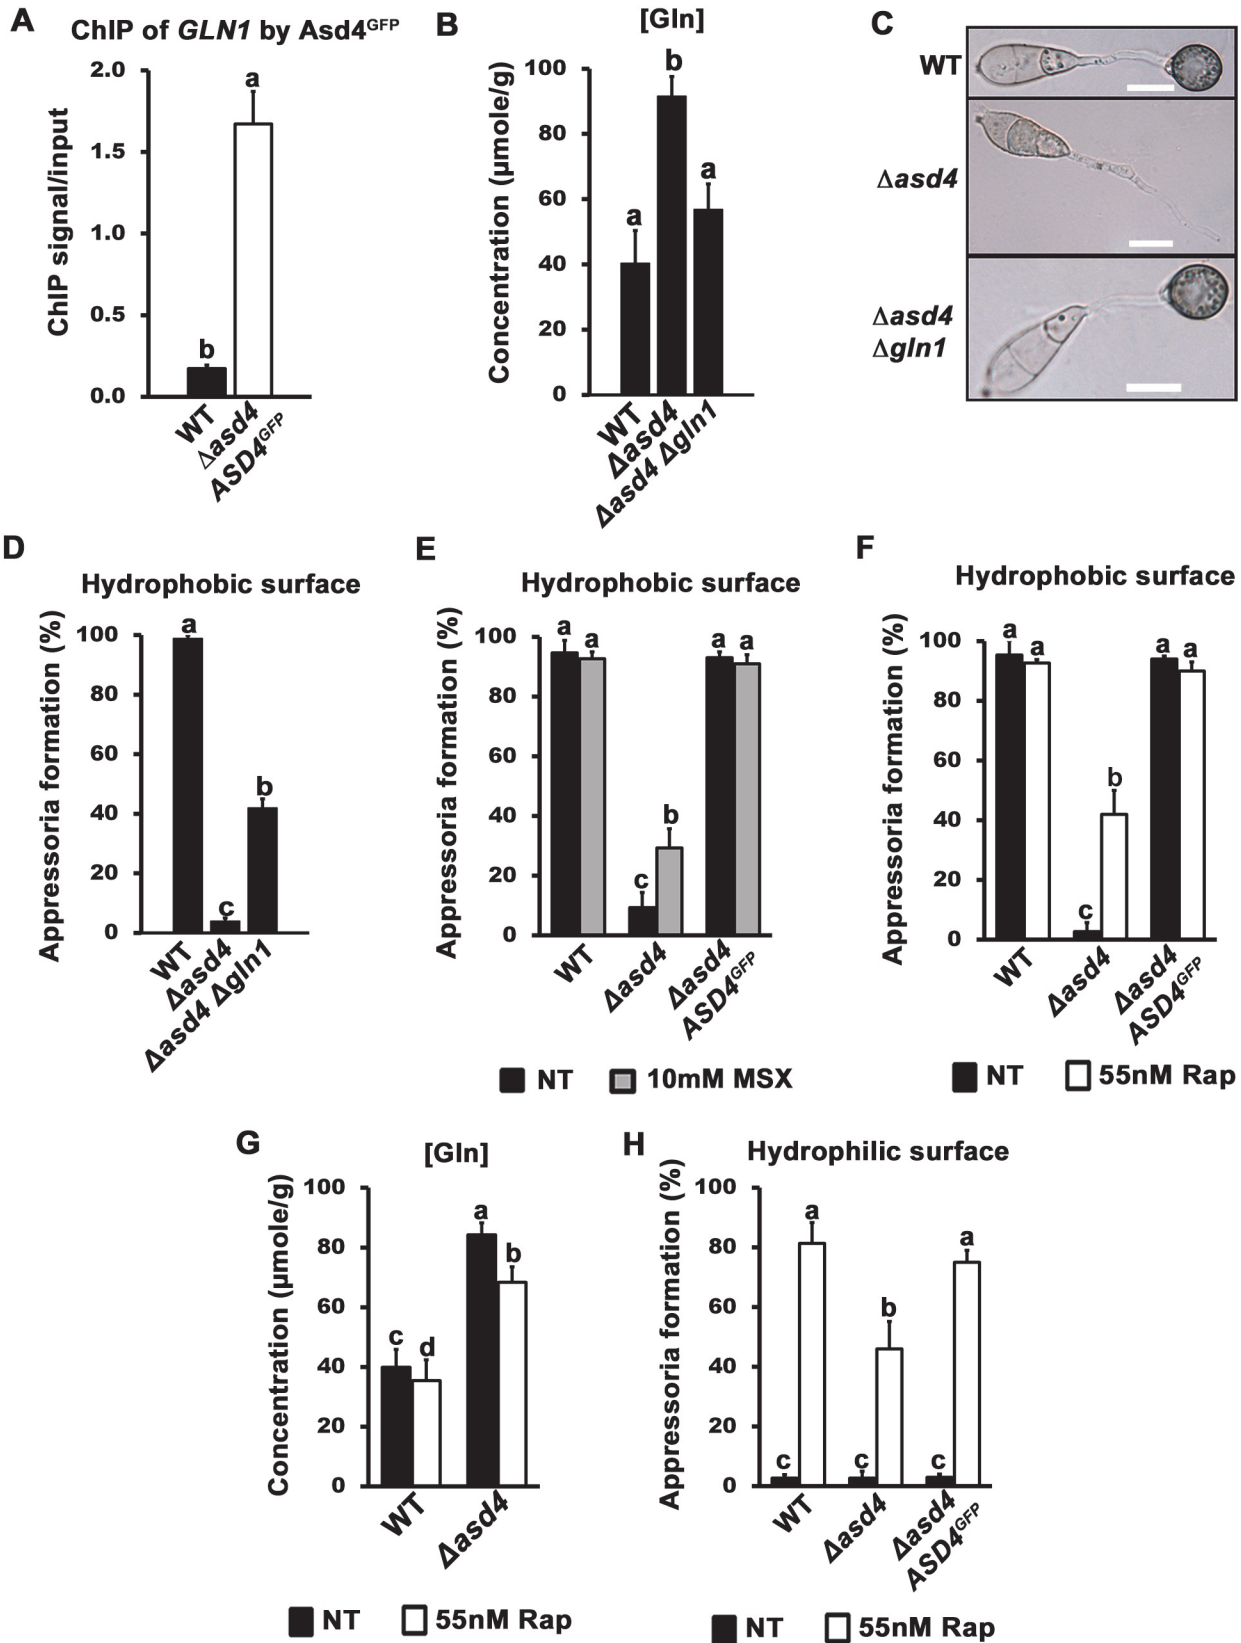 A
ChIP of GLN1 by Asd4GFP
ChIP signal/input
2.0
1.5
1.0
0.5
0.0
b
a
WT
Δasd4
ASD4GFP
B
[Gln]
Concentration (μmole/g)
100
80
60
40
20
0
a
b
a
WT
Δasd4
Δasd4 Δgln1
C
WT
Δasd4
Δasd4
Δgln1
D
Hydrophobic surface
Appressoria formation (%)
100
80
60
40
20
0
a
c
b
WT
Δasd4
Δasd4 Δgln1
E
Hydrophobic surface
Appressoria formation (%)
100
80
60
40
20
0
a
a
c
b
a
a
WT
Δasd4
Δasd4
ASD4GFP
NT
10mM MSX
F
Hydrophobic surface
Appressoria formation (%)
100
80
60
40
20
0
a
a
c
b
a
a
WT
Δasd4
Δasd4
ASD4GFP
NT
55nM Rap
G
[Gln]
Concentration (μmole/g)
100
80
60
40
20
0
c
d
a
b
WT
Δasd4
NT
55nM Rap
H
Hydrophilic surface
Appressoria formation (%)
100
80
60
40
20
0
c
a
c
b
c
a
WT
Δasd4
Δasd4
ASD4GFP
NT
55nM Rap